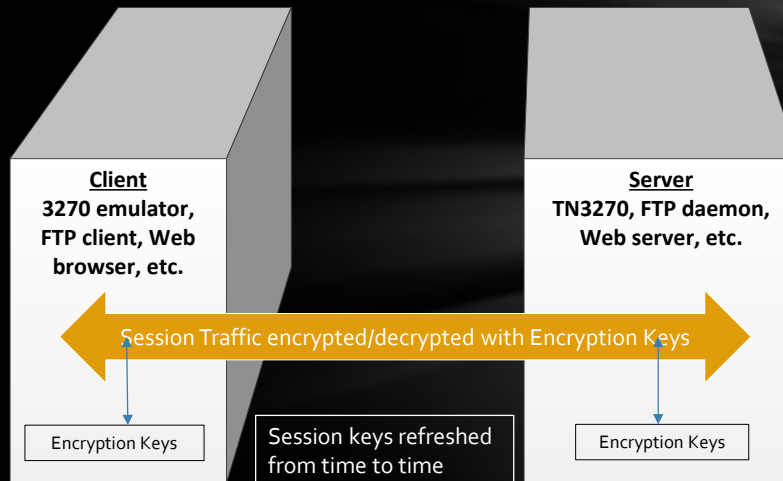 Client
3270 emulator,
FTP client, Web
browser, etc.
Server
TN3270, FTP daemon,
Web server, etc.
Session Traffic encrypted/decrypted with Encryption Keys
Encryption Keys
Session keys refreshed
from time to time
Encryption Keys